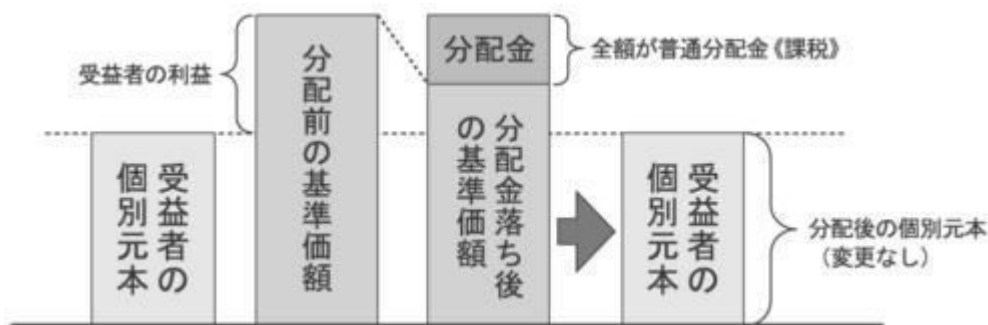 受益者の利益
受益者の
個別元本
分配前の基準価額
分配金
全額が普通分配金《課税》
分配金落ち後
の基準価額
受益者の
個別元本
分配後の個別元本
（変更なし）